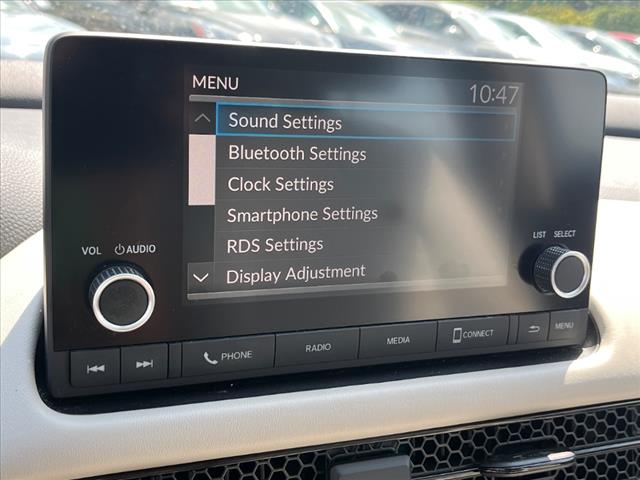 MENU 10:47
Sound Settings
Bluetooth Settings
Clock Settings
Smartphone Settings
RDS Settings
Display Adjustment
VOL AUDIO
LIST SELECT
PHONE RADIO MEDIA CONNECT MENU